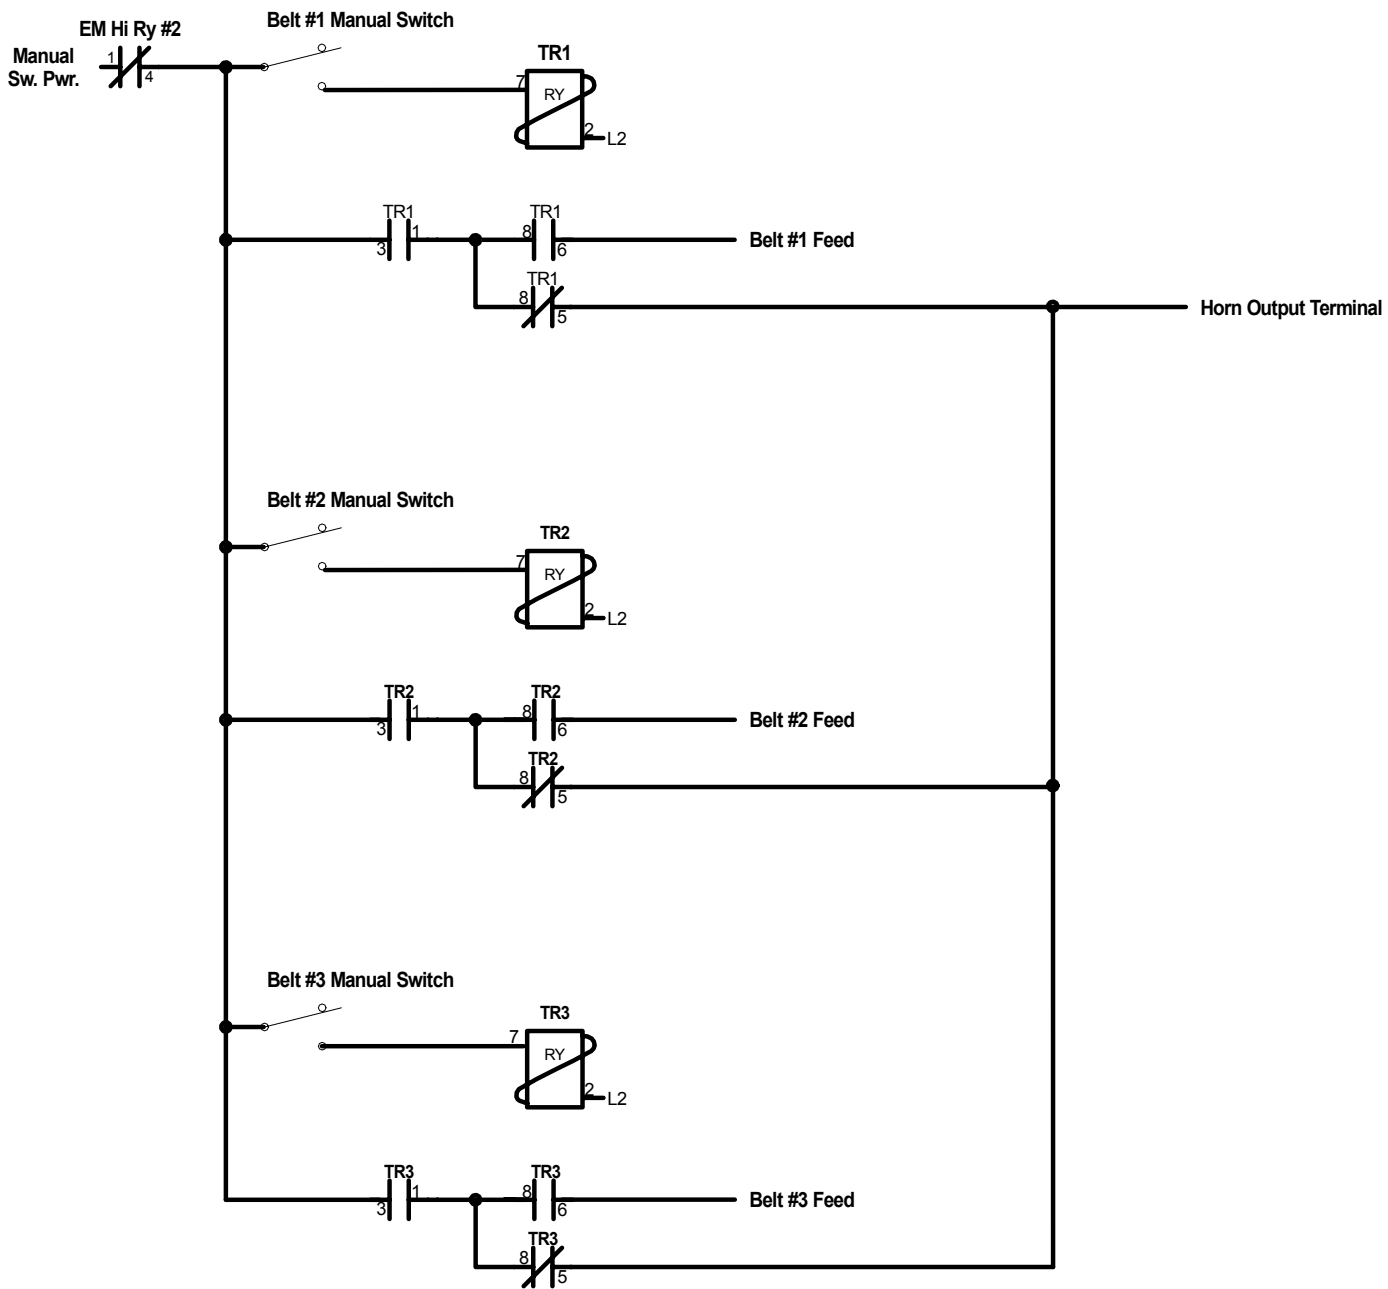 EM Hi Ry #2
Manual
Sw. Pwr.
1
4
Belt #1 Manual Switch
TR1
7
RY
2
L2
TR1
3
1
TR1
8
6
Belt #1 Feed
TR1
8
5
Horn Output Terminal
Belt #2 Manual Switch
TR2
7
RY
2
L2
TR2
3
1
TR2
8
6
Belt #2 Feed
TR2
8
5
Belt #3 Manual Switch
TR3
7
RY
2
L2
TR3
3
1
TR3
8
6
Belt #3 Feed
TR3
8
5